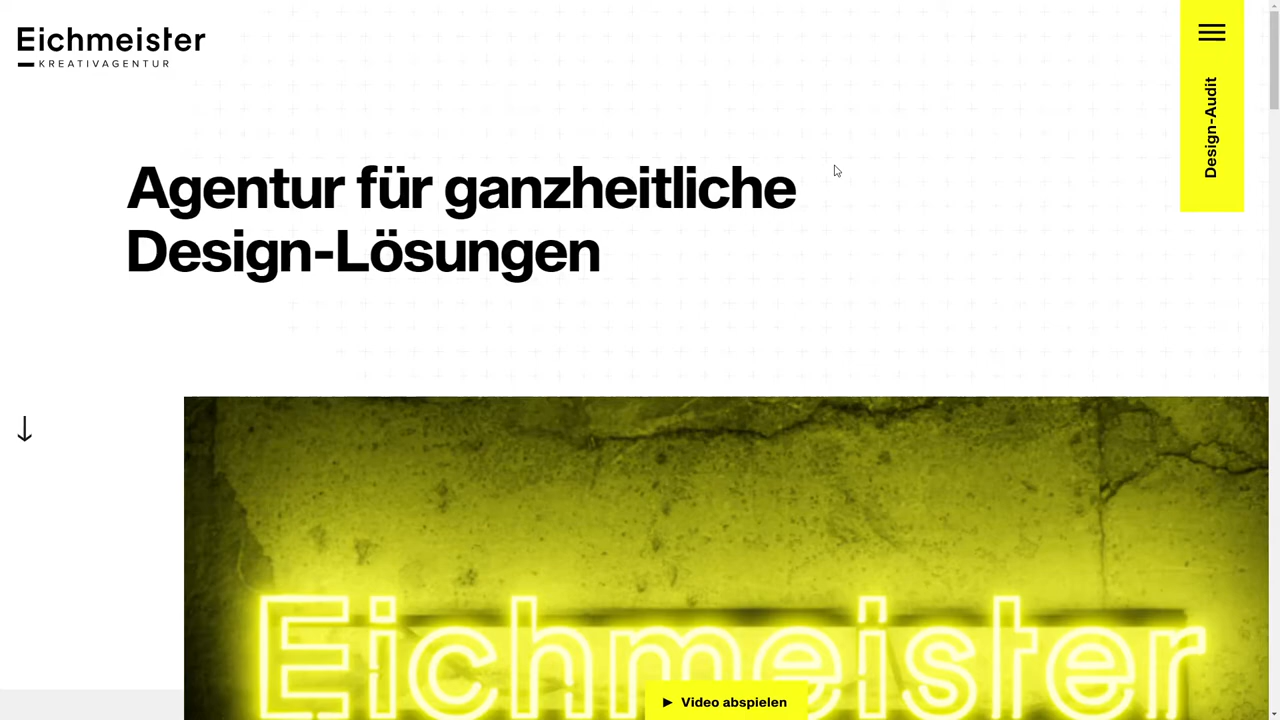 Eichmeister
KREATIVAGENTUR
Design-Audit
Agentur für ganzheitliche
Design-Lösungen
Eichmeister
Video abspielen